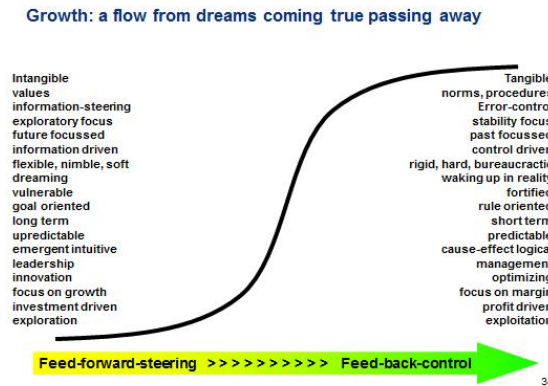 Growth: a flow from dreams coming true passing away
Intangible
values
information-steering
exploratory focus
future focussed
information driven
flexible, nimble, soft
dreaming
vulnerable
goal oriented
long term
upredictable
emergent intuitive
leadership
innovation
focus on growth
investment driven
exploration
Tangible
norms, procedures
Error-control
stability focus
past focussed
control driven
rigid, hard, bureaucractic
waking up in reality
fortified
rule oriented
short term
predictable
cause-effect logical
management
optimizing
focus on margin
profit driven
exploitation
Feed-forward-steering > > > > > > > > > > Feed-back-control